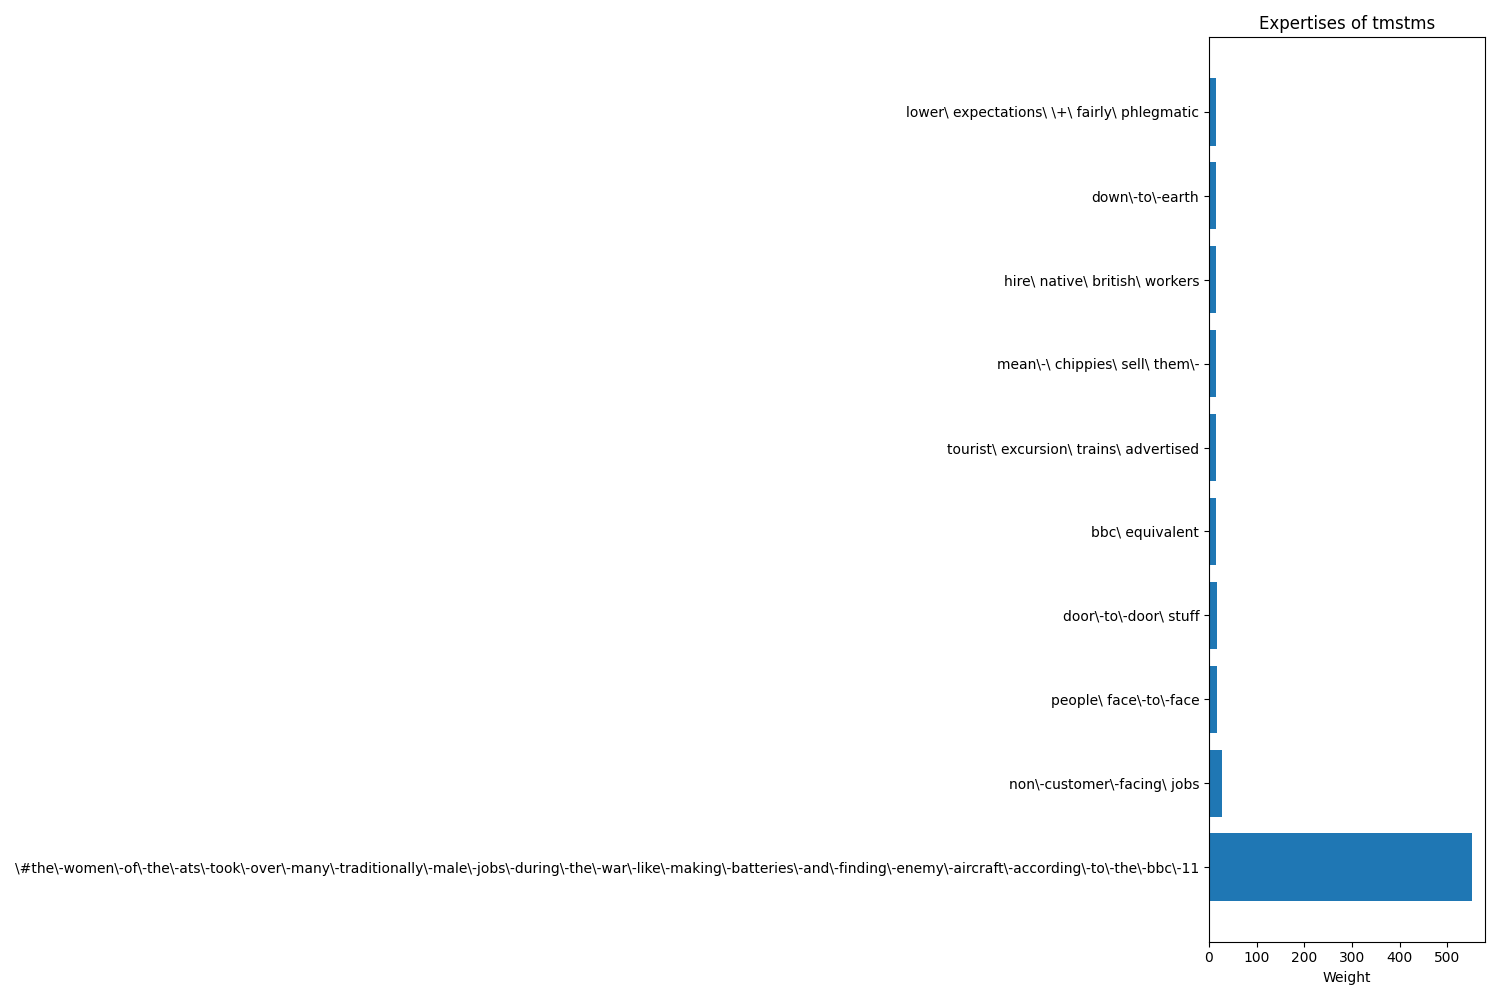 Expertises of tmstms
lower\ expectations\ \+\ fairly\ phlegmatic
down\-to\-earth
hire\ native\ british\ workers
mean\-\ chippies\ sell\ them\-
tourist\ excursion\ trains\ advertised
bbc\ equivalent
door\-to\-door\ stuff
people\ face\-to\-face
non\-customer\-facing\ jobs
\#the\-women\-of\-the\-ats\-took\-over\-many\-traditionally\-male\-jobs\-during\-the\-war\-like\-making\-batteries\-and\-finding\-enemy\-aircraft\-according\-to\-the\-bbc\-11
0 100 200 300 400 500
Weight